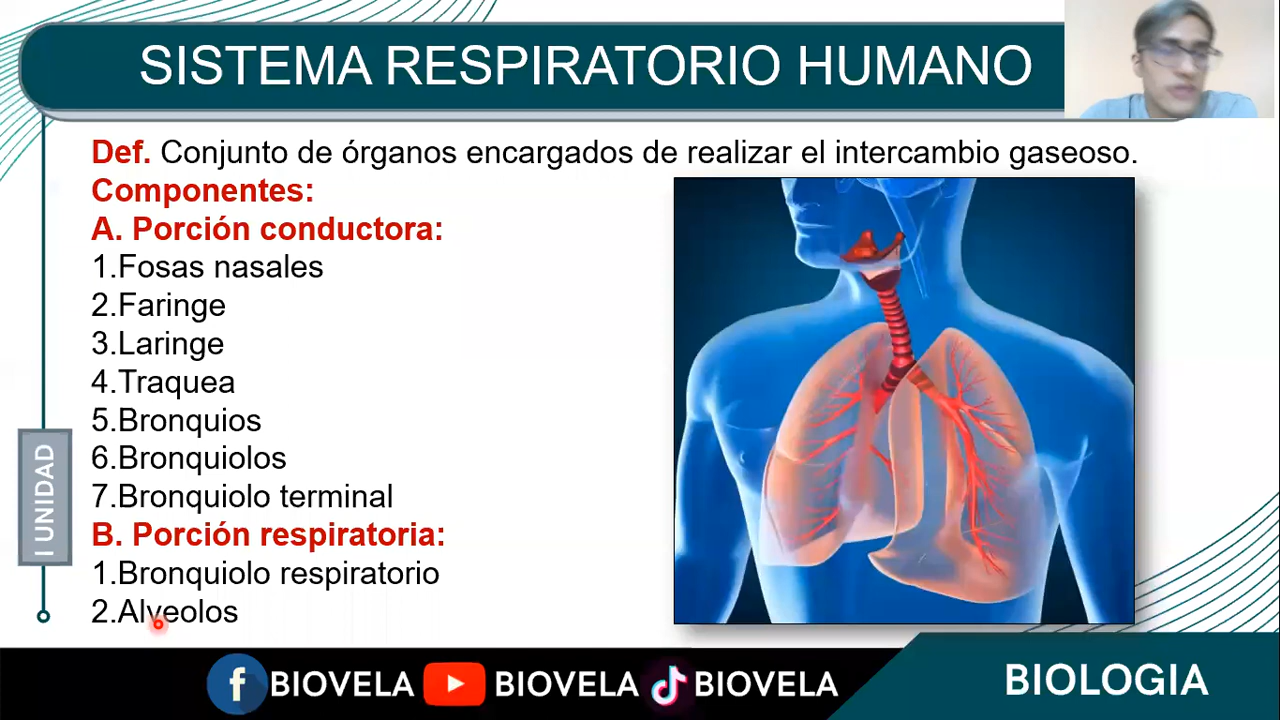 SISTEMA RESPIRATORIO HUMANO
Def. Conjunto de órganos encargados de realizar el intercambio gaseoso.
Componentes:
A. Porción conductora:
1.Fosas nasales
2.Faringe
3.Laringe
4.Traquea
5.Bronquios
6.Bronquiolos
7.Bronquiolo terminal
B. Porción respiratoria:
1.Bronquiolo respiratorio
2.Alveolos
I UNIDAD
BIOVELA BIOVELA BIOVELA
BIOLOGIA